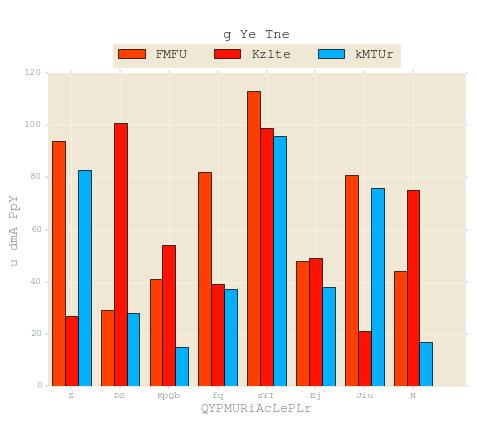 g Ye Tne
FMFU Kzlte kMTUr
120
100
80
60
40
20
0
u dmA PpY
Z DS KpQb fq sYI Ej Jiu N
QYPMURiAcLePLr